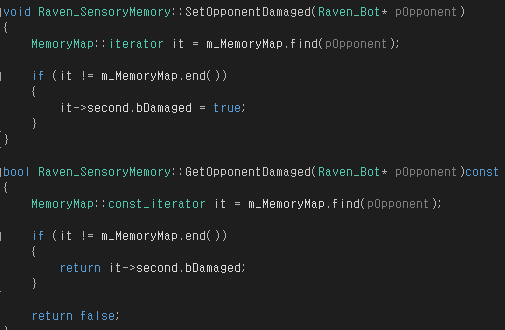 void Raven_SensoryMemory::SetOpponentDamaged(Raven_Bot* pOpponent)
{
    MemoryMap::iterator it = m_MemoryMap.find(pOpponent);

    if (it != m_MemoryMap.end())
    {
        it->second.bDamaged = true;
    }
}

bool Raven_SensoryMemory::GetOpponentDamaged(Raven_Bot* pOpponent)const
{
    MemoryMap::const_iterator it = m_MemoryMap.find(pOpponent);

    if (it != m_MemoryMap.end())
    {
        return it->second.bDamaged;
    }

    return false;
}